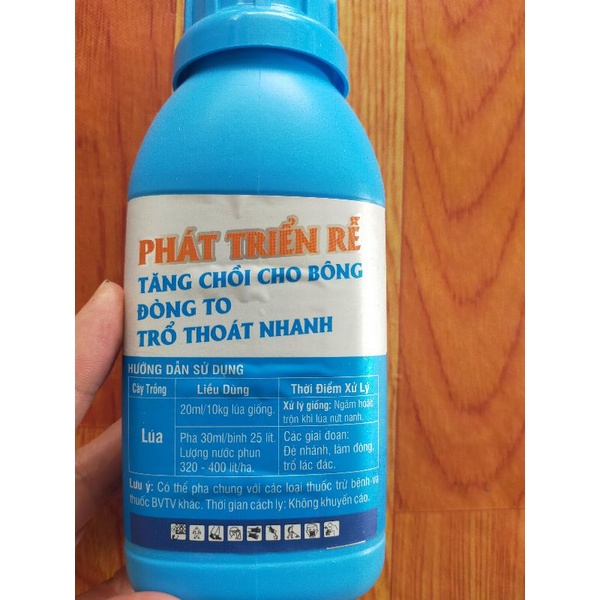 PHÁT TRIỂN RỄ
TĂNG CHỒI CHO BÔNG
ĐÒNG TO
TRỔ THOÁT NHANH
HƯỚNG DẪN SỬ DỤNG
Cây Trồng Liều Dùng Thời Điểm Xử Lý
Lúa
20ml/10kg lúa giống.
Xử lý giống: Ngâm hoặc
trộn khi lúa nứt nanh.
Pha 30ml/bình 25 lít.
Lượng nước phun
320 - 400 lít/ha.
Các giai đoạn:
Đẻ nhánh, làm đòng,
trổ lác đác.
Lưu ý: Có thể pha chung với các loại thuốc trừ bệnh và
thuốc BVTV khác. Thời gian cách ly: Không khuyến cáo.